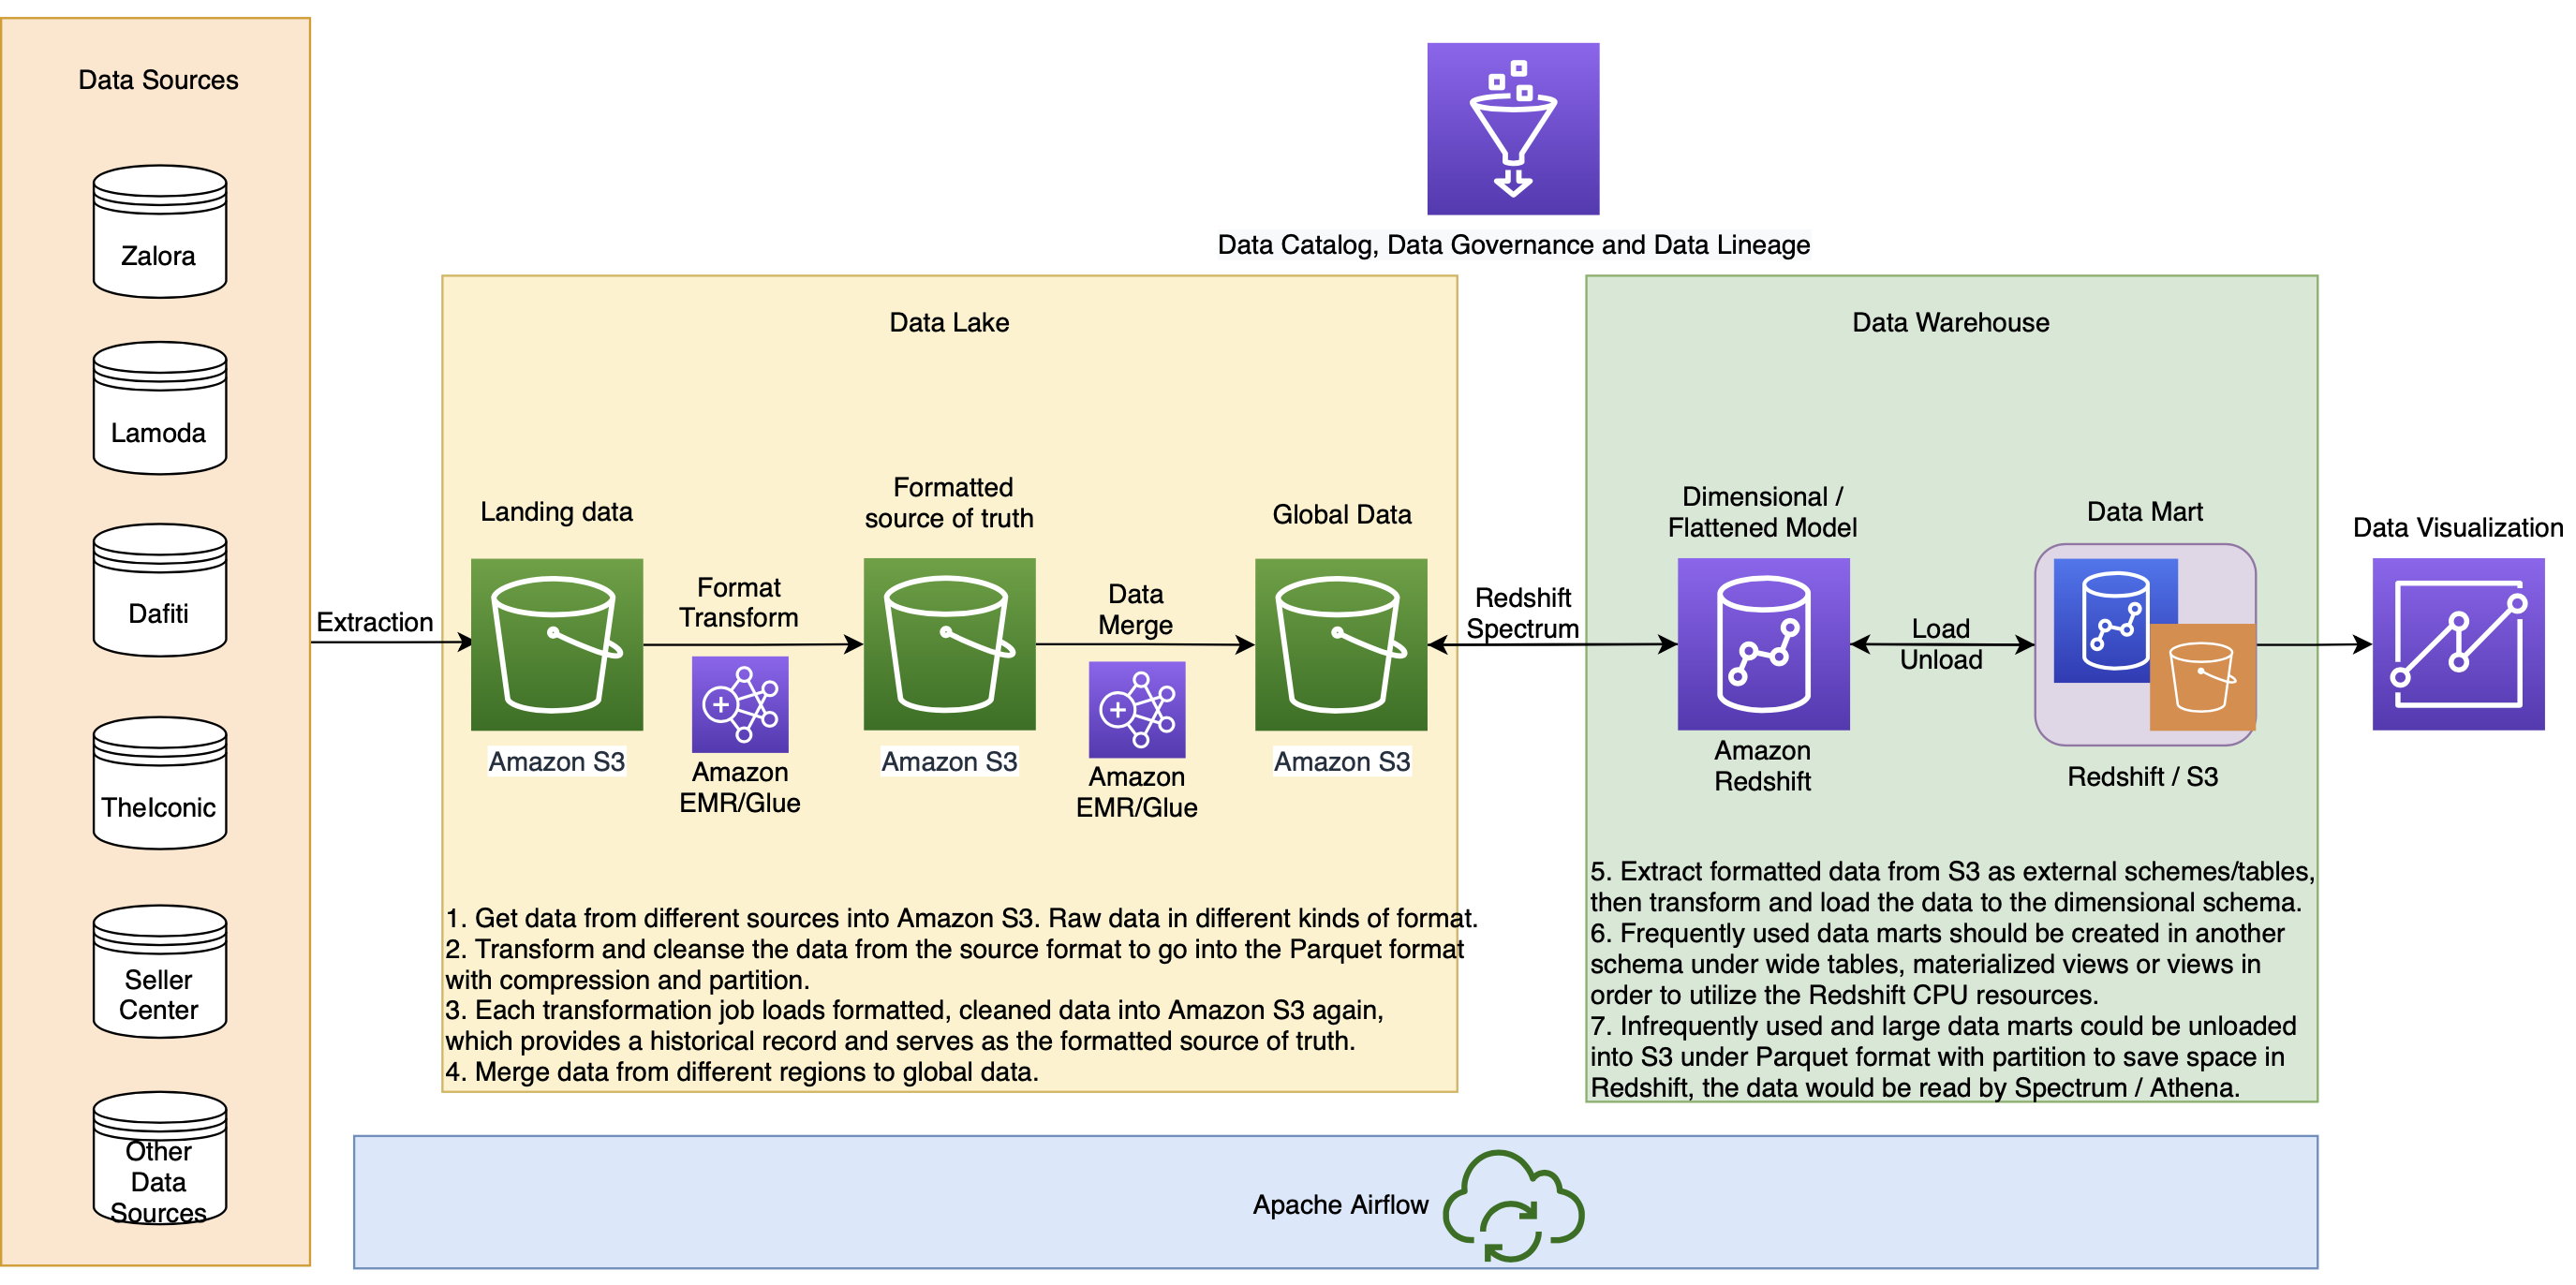 Data Sources
Zalora
Lamoda
Dafiti
TheIconic
Seller
Center
Other
Data
Sources
Extraction
Data Catalog, Data Governance and Data Lineage
Data Lake
Landing data
Amazon S3
Format
Transform
Amazon
EMR/Glue
Formatted
source of truth
Amazon S3
Data
Merge
Amazon
EMR/Glue
Global Data
Amazon S3
1. Get data from different sources into Amazon S3. Raw data in different kinds of format.
2. Transform and cleanse the data from the source format to go into the Parquet format
with compression and partition.
3. Each transformation job loads formatted, cleaned data into Amazon S3 again,
which provides a historical record and serves as the formatted source of truth.
4. Merge data from different regions to global data.
Redshift
Spectrum
Data Warehouse
Dimensional /
Flattened Model
Amazon
Redshift
Load
Unload
Data Mart
Redshift / S3
5. Extract formatted data from S3 as external schemes/tables,
then transform and load the data to the dimensional schema.
6. Frequently used data marts should be created in another
schema under wide tables, materialized views or views in
order to utilize the Redshift CPU resources.
7. Infrequently used and large data marts could be unloaded
into S3 under Parquet format with partition to save space in
Redshift, the data would be read by Spectrum / Athena.
Data Visualization
Apache Airflow